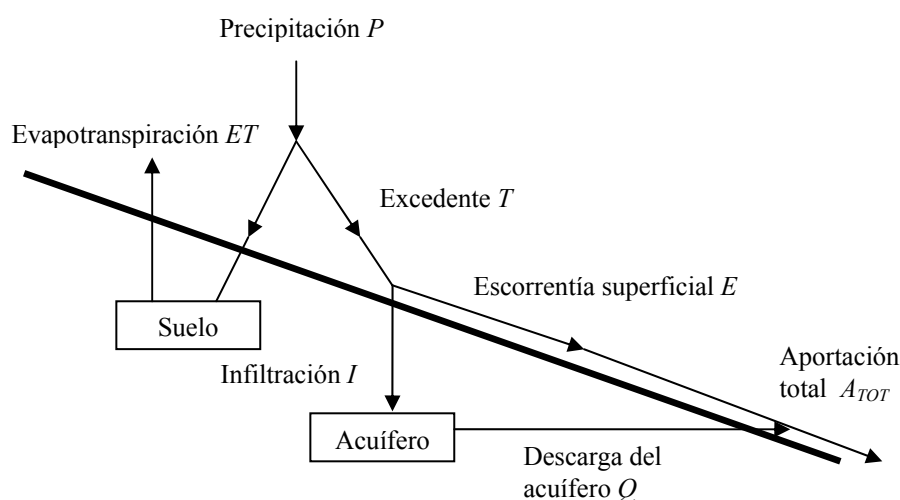 Precipitación P
Evapotranspiración ET
Excedente T
Escorrentía superficial E
Suelo
Infiltración I
Aportación
total A_TOT
Acuífero
Descarga del
acuífero Q